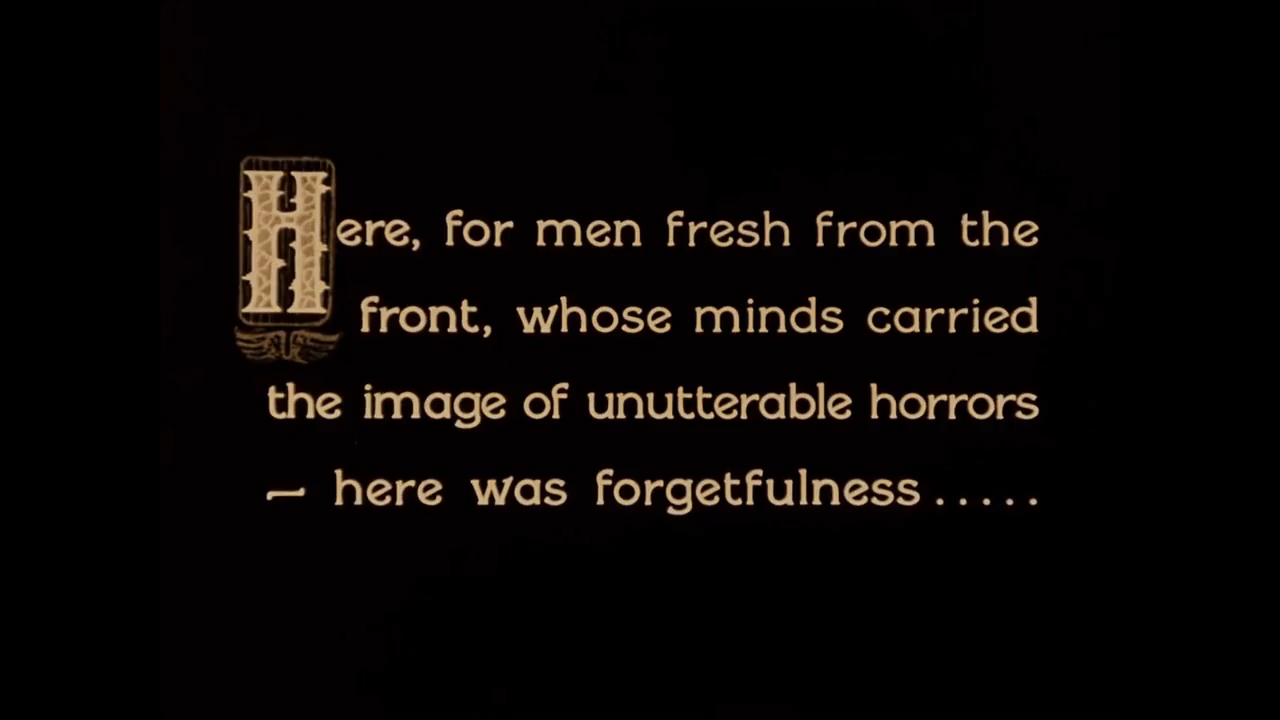 Here, for men fresh from the
front, whose minds carried
the image of unutterable horrors
— here was forgetfulness.....